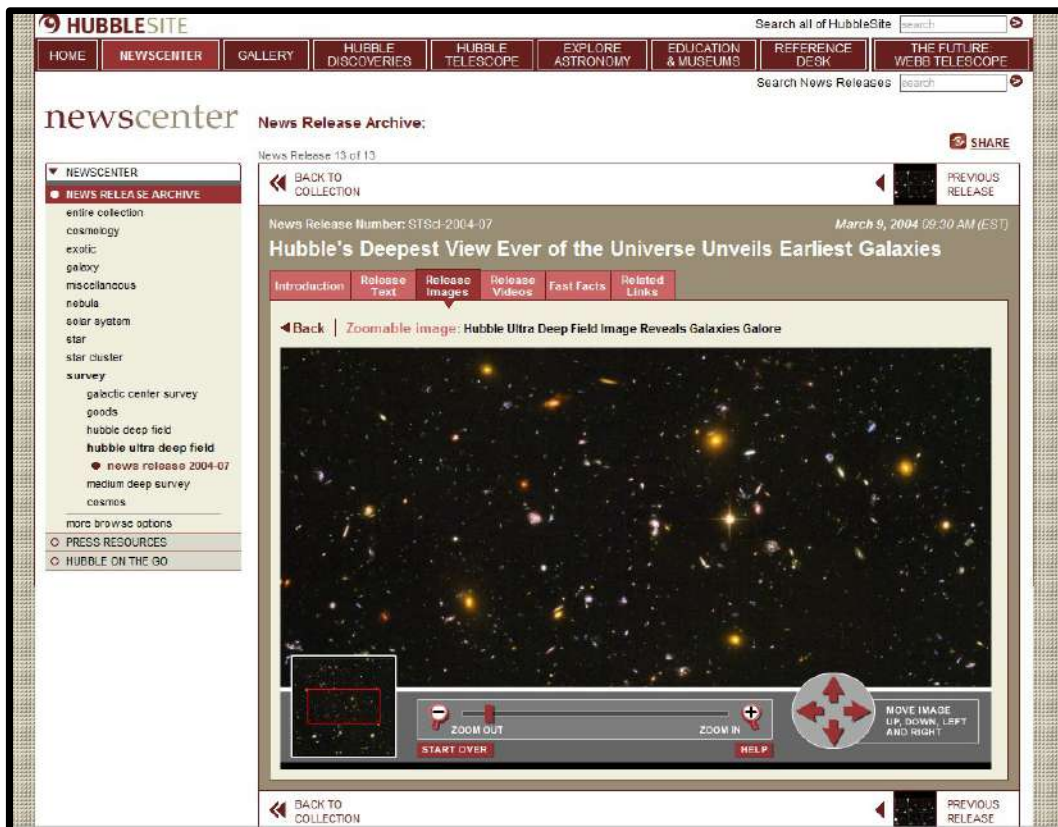 HUBBLESITE
Search all of HubbleSite search
HOME NEWSCENTER GALLERY HUBBLE DISCOVERIES HUBBLE TELESCOPE EXPLORE ASTRONOMY EDUCATION & MUSEUMS REFERENCE DESK THE FUTURE: WEBB TELESCOPE
Search News Releases search
newscenter
News Release Archive:
SHARE
News Release 13 of 13
NEWSCENTER
NEWS RELEASE ARCHIVE
entire collection
cosmology
exotic
galaxy
miscellaneous
nebula
solar system
star
star cluster
survey
galactic center survey
goods
hubble deep field
hubble ultra deep field
news release 2004-07
medium deep survey
cosmos
more browse options
PRESS RESOURCES
HUBBLE ON THE GO
BACK TO
COLLECTION
PREVIOUS
RELEASE
News Release Number: STScI-2004-07
March 9, 2004 09:30 AM (EST)
Hubble's Deepest View Ever of the Universe Unveils Earliest Galaxies
Introduction Release Text Release Images Release Videos Fast Facts Related Links
Back Zoomable image: Hubble Ultra Deep Field Image Reveals Galaxies Galore
ZOOM OUT
ZOOM IN
START OVER
HELP
MOVE IMAGE
UP, DOWN, LEFT
AND RIGHT
BACK TO
COLLECTION
PREVIOUS
RELEASE